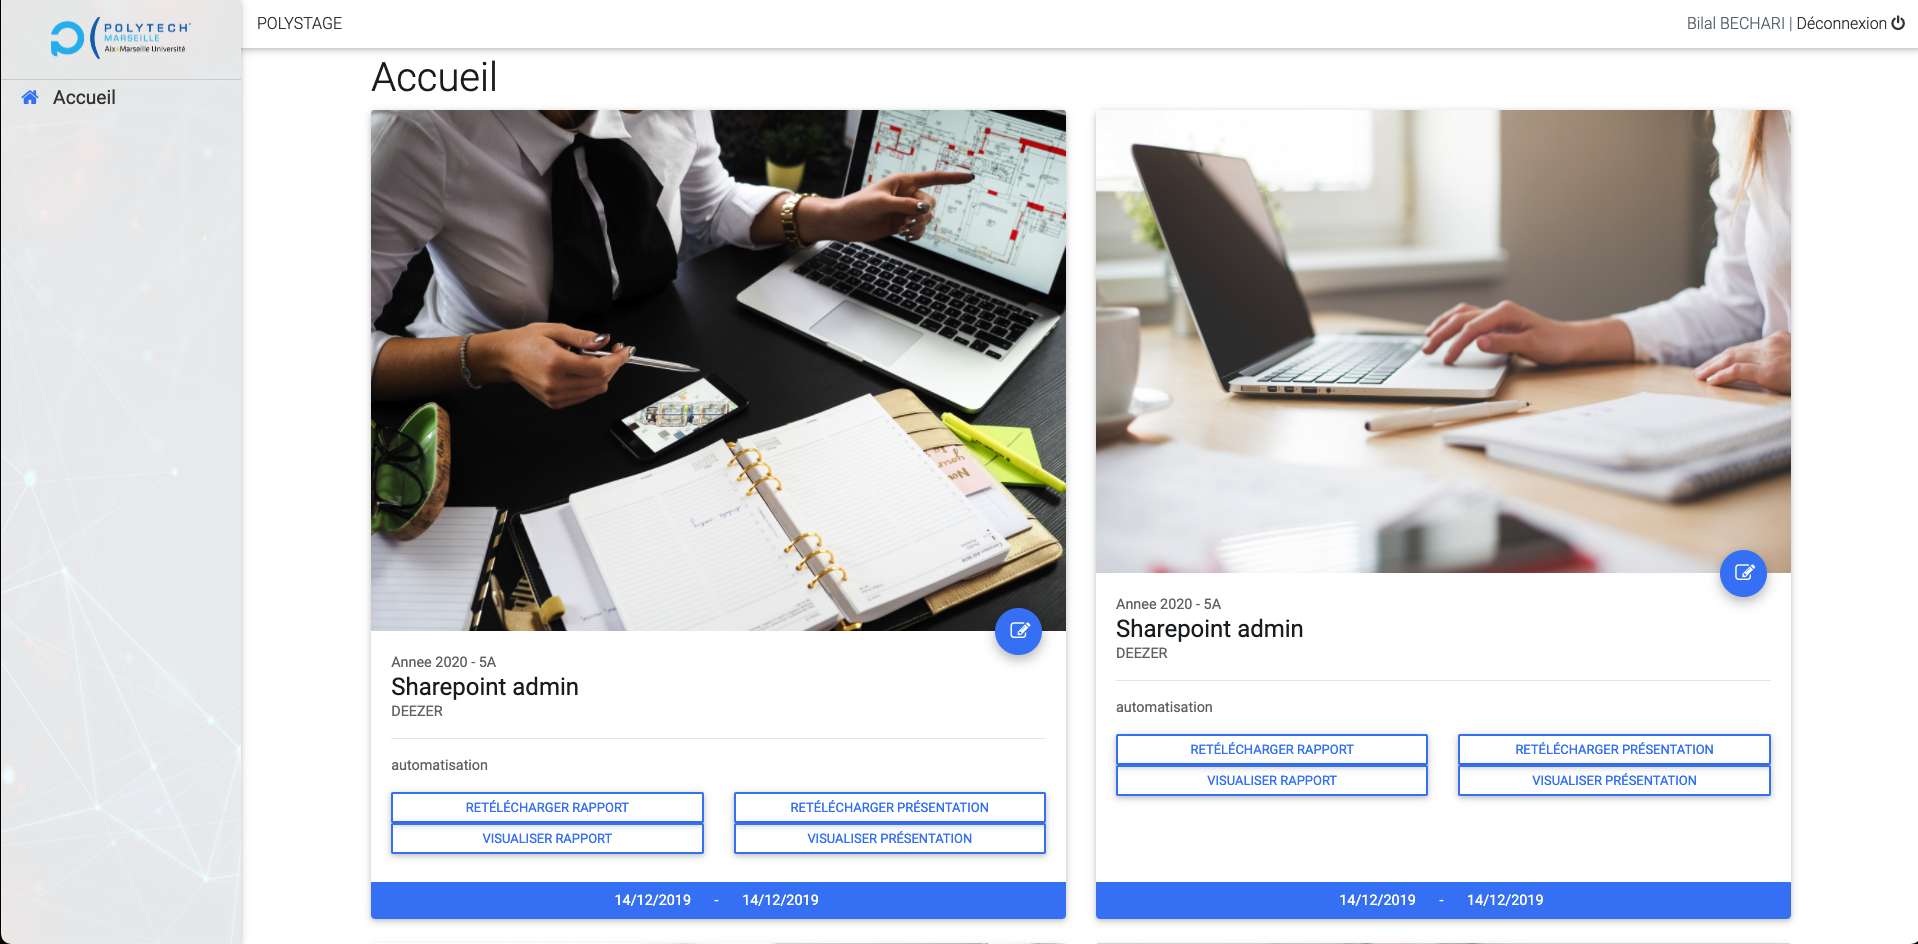 POLYTECH
MARSEILLE
Aix+Marseille Université
POLYSTAGE
Bilal BECHARI | Déconnexion
Accueil
Accueil
Annee 2020 - 5A
Sharepoint admin
DEEZER
automatisation
RETÉLÉCHARGER RAPPORT
RETÉLÉCHARGER PRÉSENTATION
VISUALISER RAPPORT
VISUALISER PRÉSENTATION
14/12/2019 - 14/12/2019
Annee 2020 - 5A
Sharepoint admin
DEEZER
automatisation
RETÉLÉCHARGER RAPPORT
RETÉLÉCHARGER PRÉSENTATION
VISUALISER RAPPORT
VISUALISER PRÉSENTATION
14/12/2019 - 14/12/2019